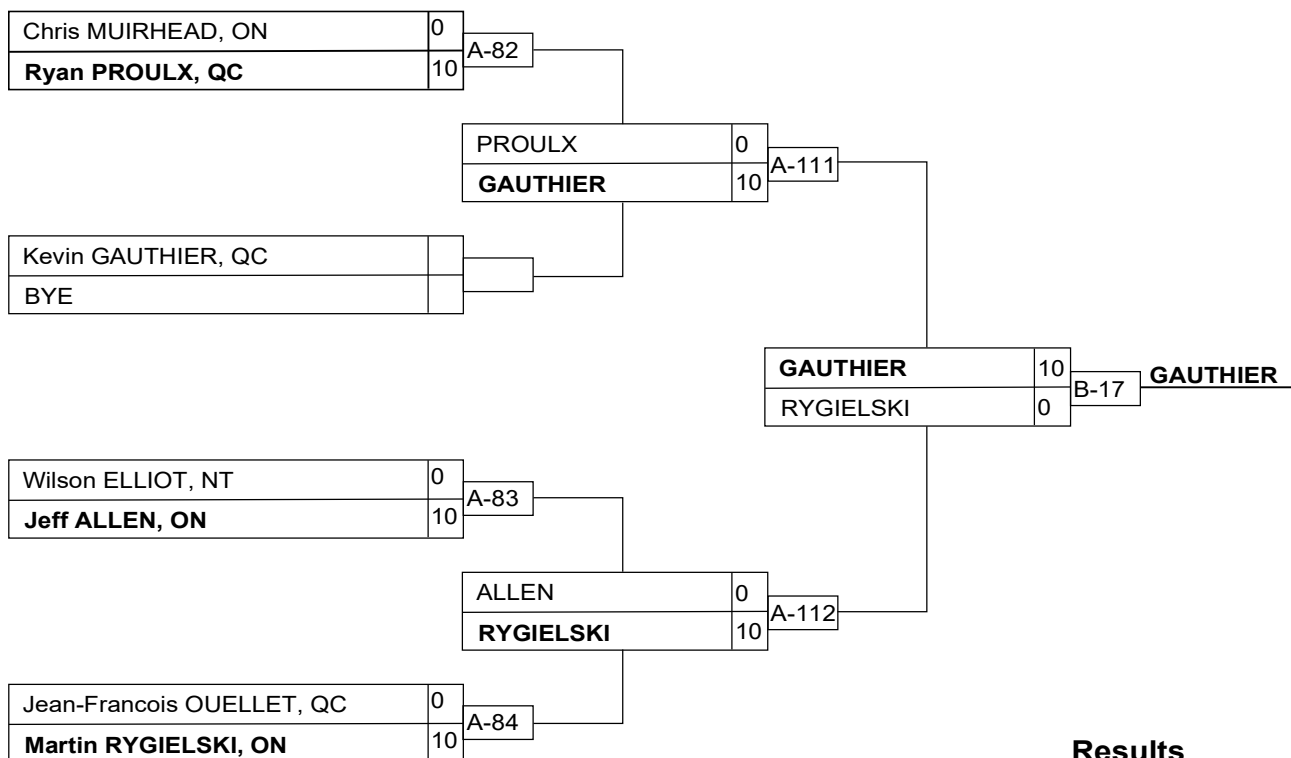 Chris MUIRHEAD, ON 0
A-82
Ryan PROULX, QC 10
PROULX 0
A-111
GAUTHIER 10
Kevin GAUTHIER, QC
BYE
GAUTHIER 10
B-17 GAUTHIER
RYGIELSKI 0
Wilson ELLIOT, NT 0
A-83
Jeff ALLEN, ON 10
ALLEN 0
A-112
RYGIELSKI 10
Jean-Francois OUELLET, QC 0
A-84
Martin RYGIELSKI, ON 10
Results